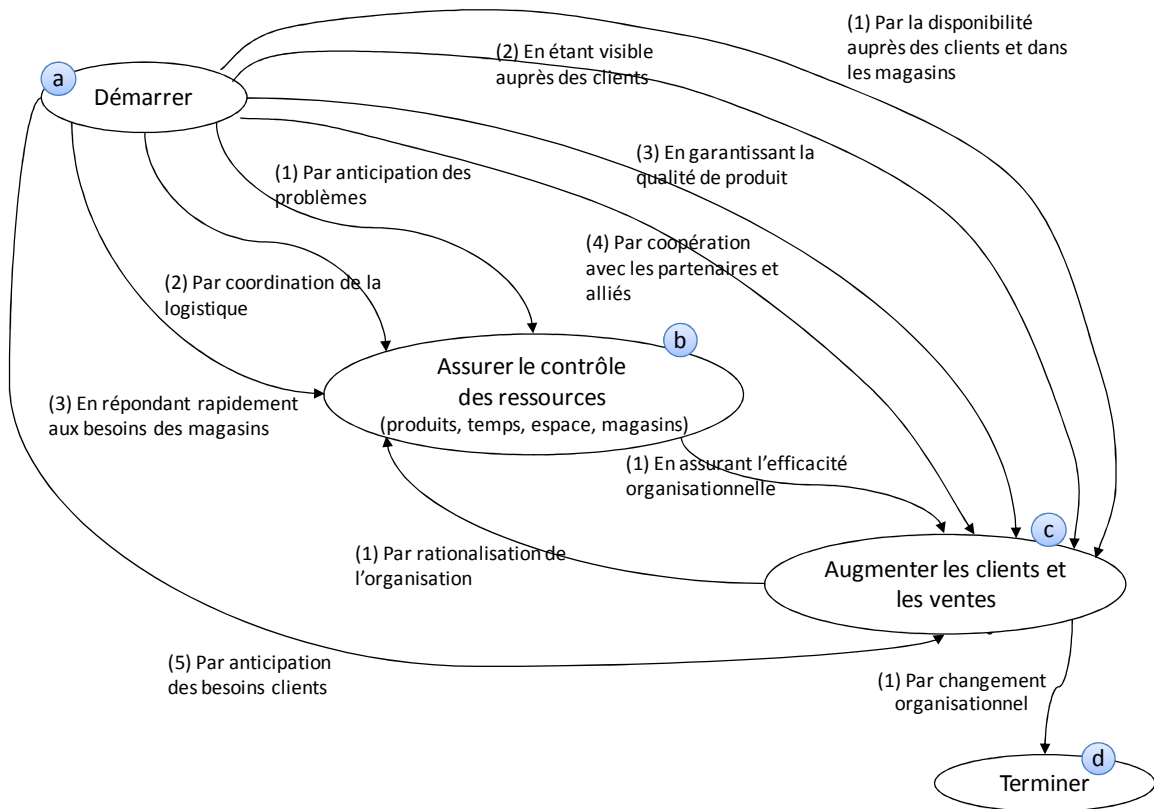 (1) Par la disponibilité
auprès des clients et dans
les magasins
(2) En étant visible
auprès des clients
a
Démarrer
(3) En garantissant la
qualité de produit
(1) Par anticipation des
problèmes
(4) Par coopération
avec les partenaires et
alliés
(2) Par coordination de la
logistique
b
Assurer le contrôle
des ressources
(produits, temps, espace, magasins)
(3) En répondant rapidement
aux besoins des magasins
(1) En assurant l’efficacité
organisationnelle
c
(1) Par rationalisation de
l’organisation
Augmenter les clients et
les ventes
(5) Par anticipation
des besoins clients
(1) Par changement
organisationnel
d
Terminer